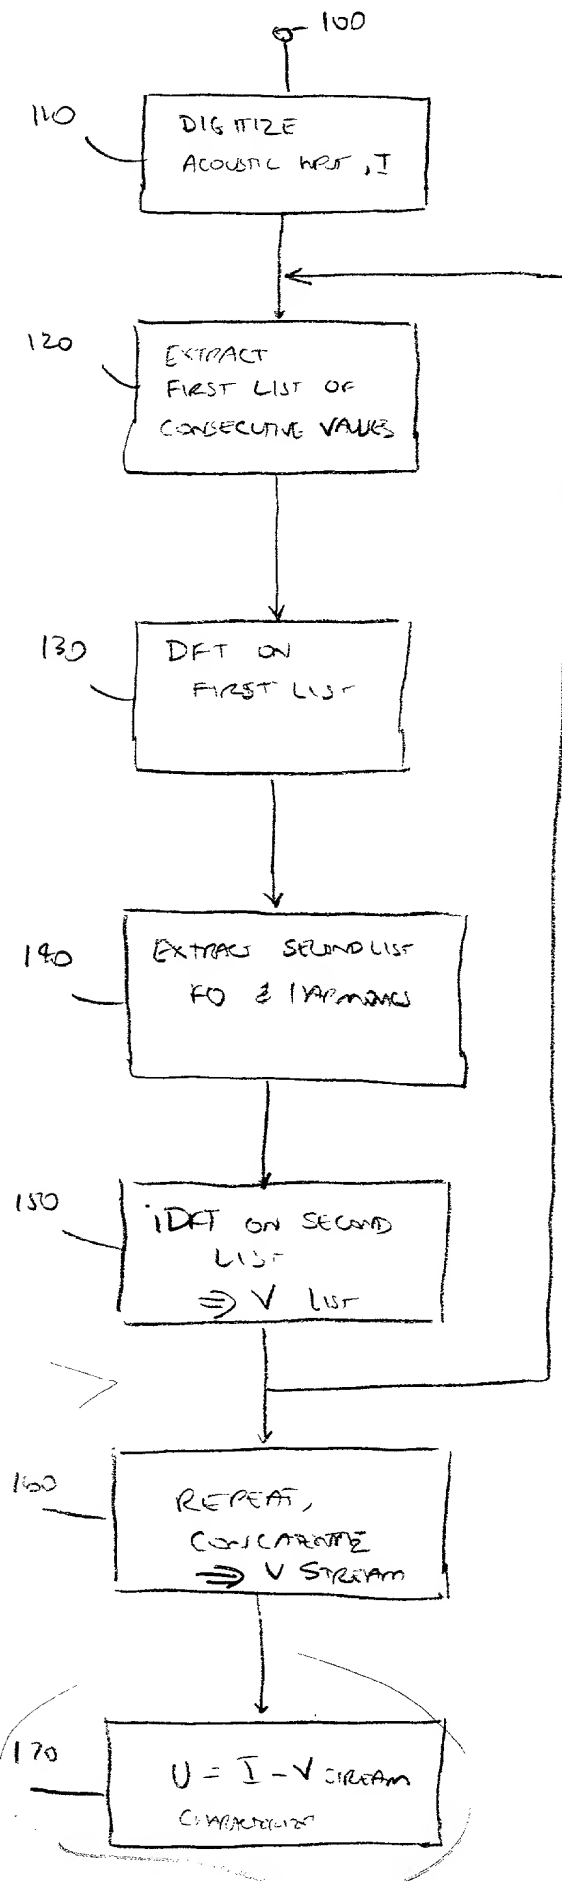 100
110
DIGITIZE
ACOUSTIC INPUT, I
120
EXTRACT
FIRST LIST OF
CONSECUTIVE VALUES
130
DFT ON
FIRST LIST
140
EXTRACT SECOND LIST
F0 & HARMONICS
150
iDFT ON SECOND
LIST
⇒ V LIST
160
REPEAT,
CONCATENATE
⇒ V STREAM
170
U = I - V STREAM
CHARACTERIZE